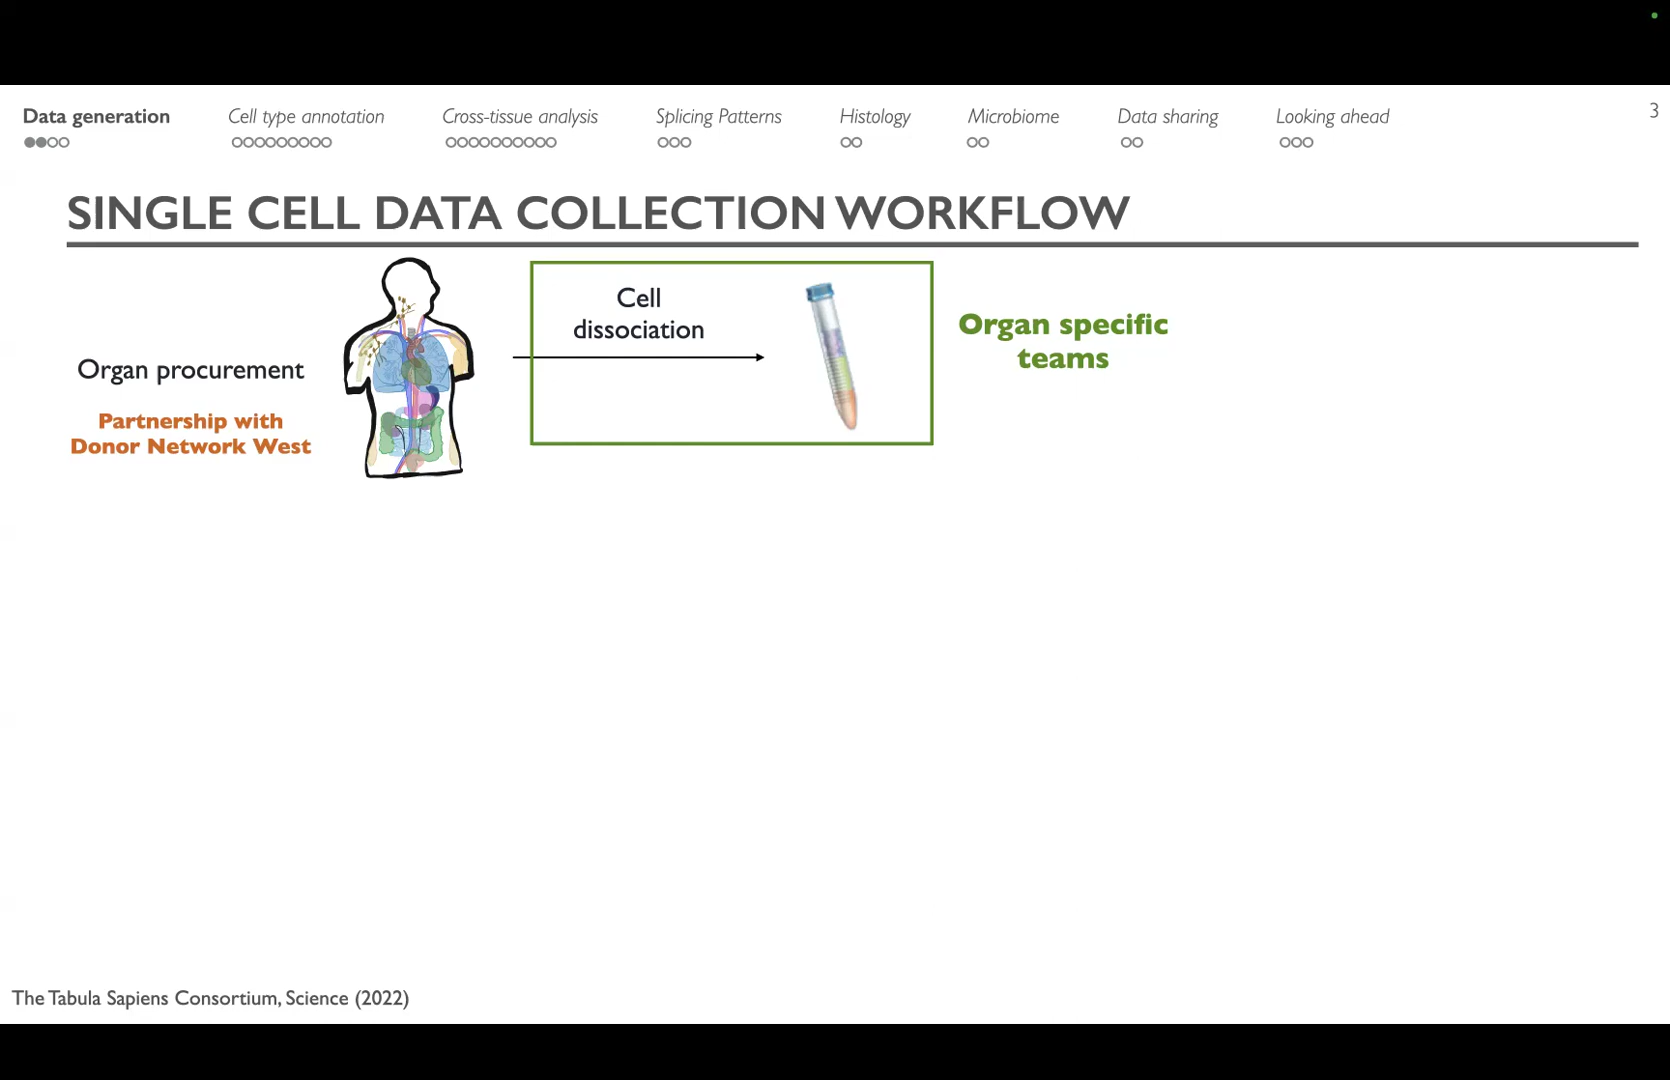 Data generation
Cell type annotation
Cross-tissue analysis
Splicing Patterns
Histology
Microbiome
Data sharing
Looking ahead
3
SINGLE CELL DATA COLLECTION WORKFLOW
Organ procurement
Partnership with
Donor Network West
Cell
dissociation
Organ specific
teams
The Tabula Sapiens Consortium, Science (2022)